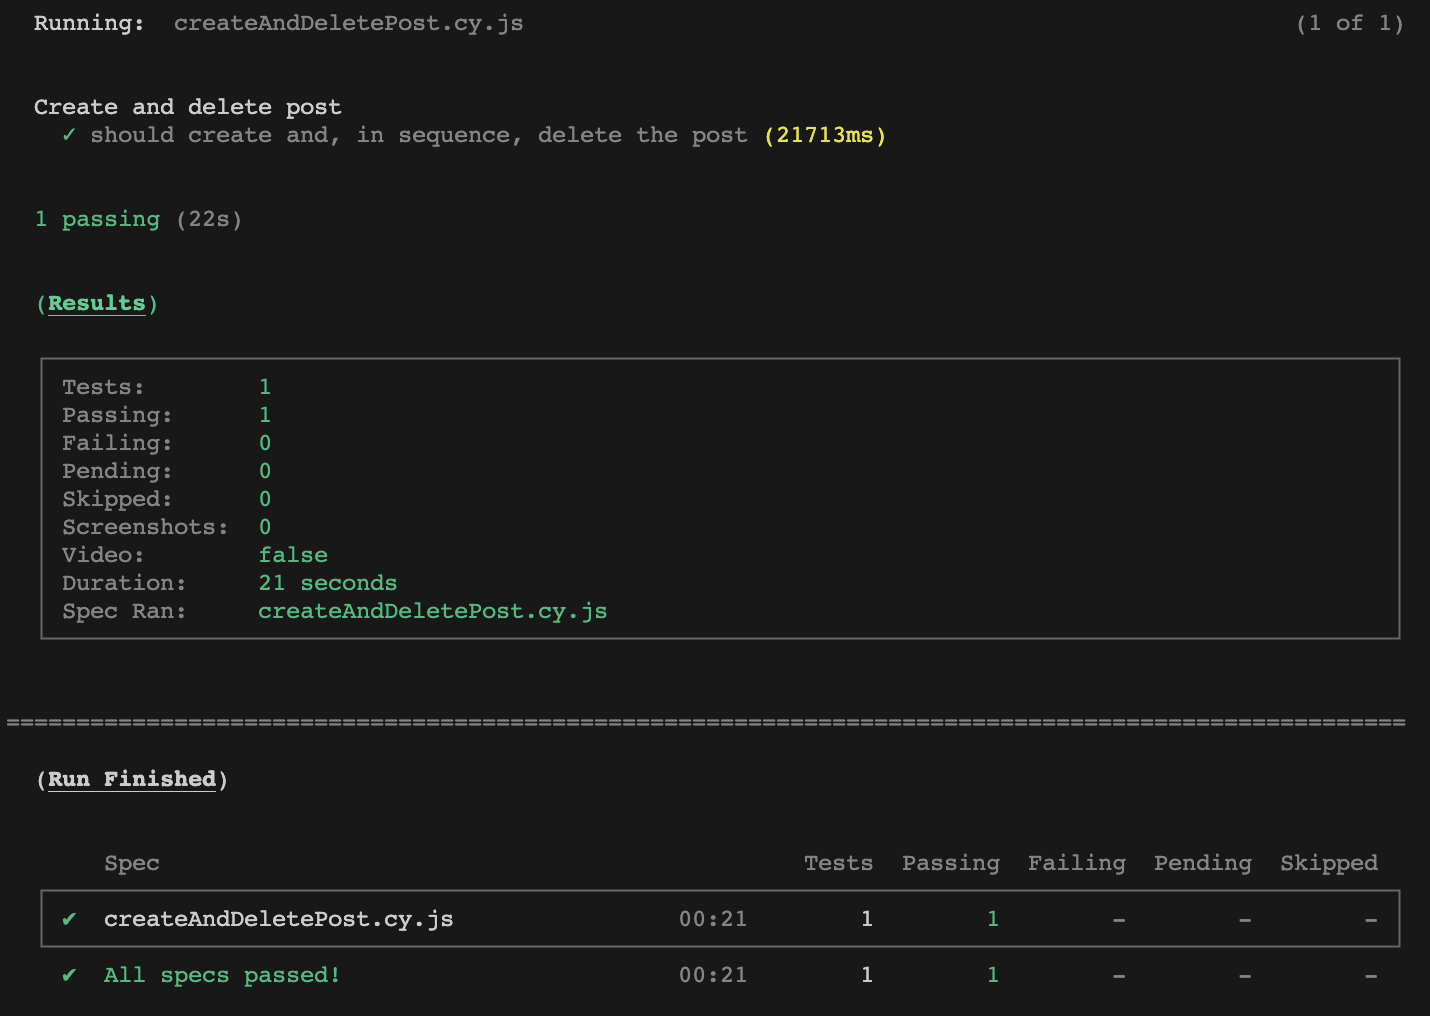 Running:  createAndDeletePost.cy.js (1 of 1)
Create and delete post
✓ should create and, in sequence, delete the post (21713ms)
1 passing (22s)
(Results)
Tests: 1
Passing: 1
Failing: 0
Pending: 0
Skipped: 0
Screenshots: 0
Video: false
Duration: 21 seconds
Spec Ran: createAndDeletePost.cy.js
====================================================================================================
(Run Finished)
Spec Tests Passing Failing Pending Skipped
✔ createAndDeletePost.cy.js 00:21 1 1 - - -
✔ All specs passed! 00:21 1 1 - - -